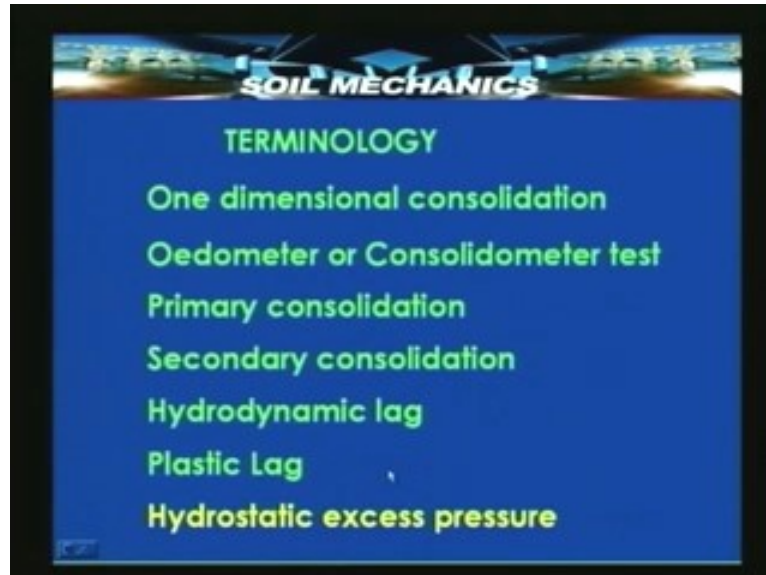 SOIL MECHANICS
TERMINOLOGY
One dimensional consolidation
Oedometer or Consolidometer test
Primary consolidation
Secondary consolidation
Hydrodynamic lag
Plastic Lag
Hydrostatic excess pressure